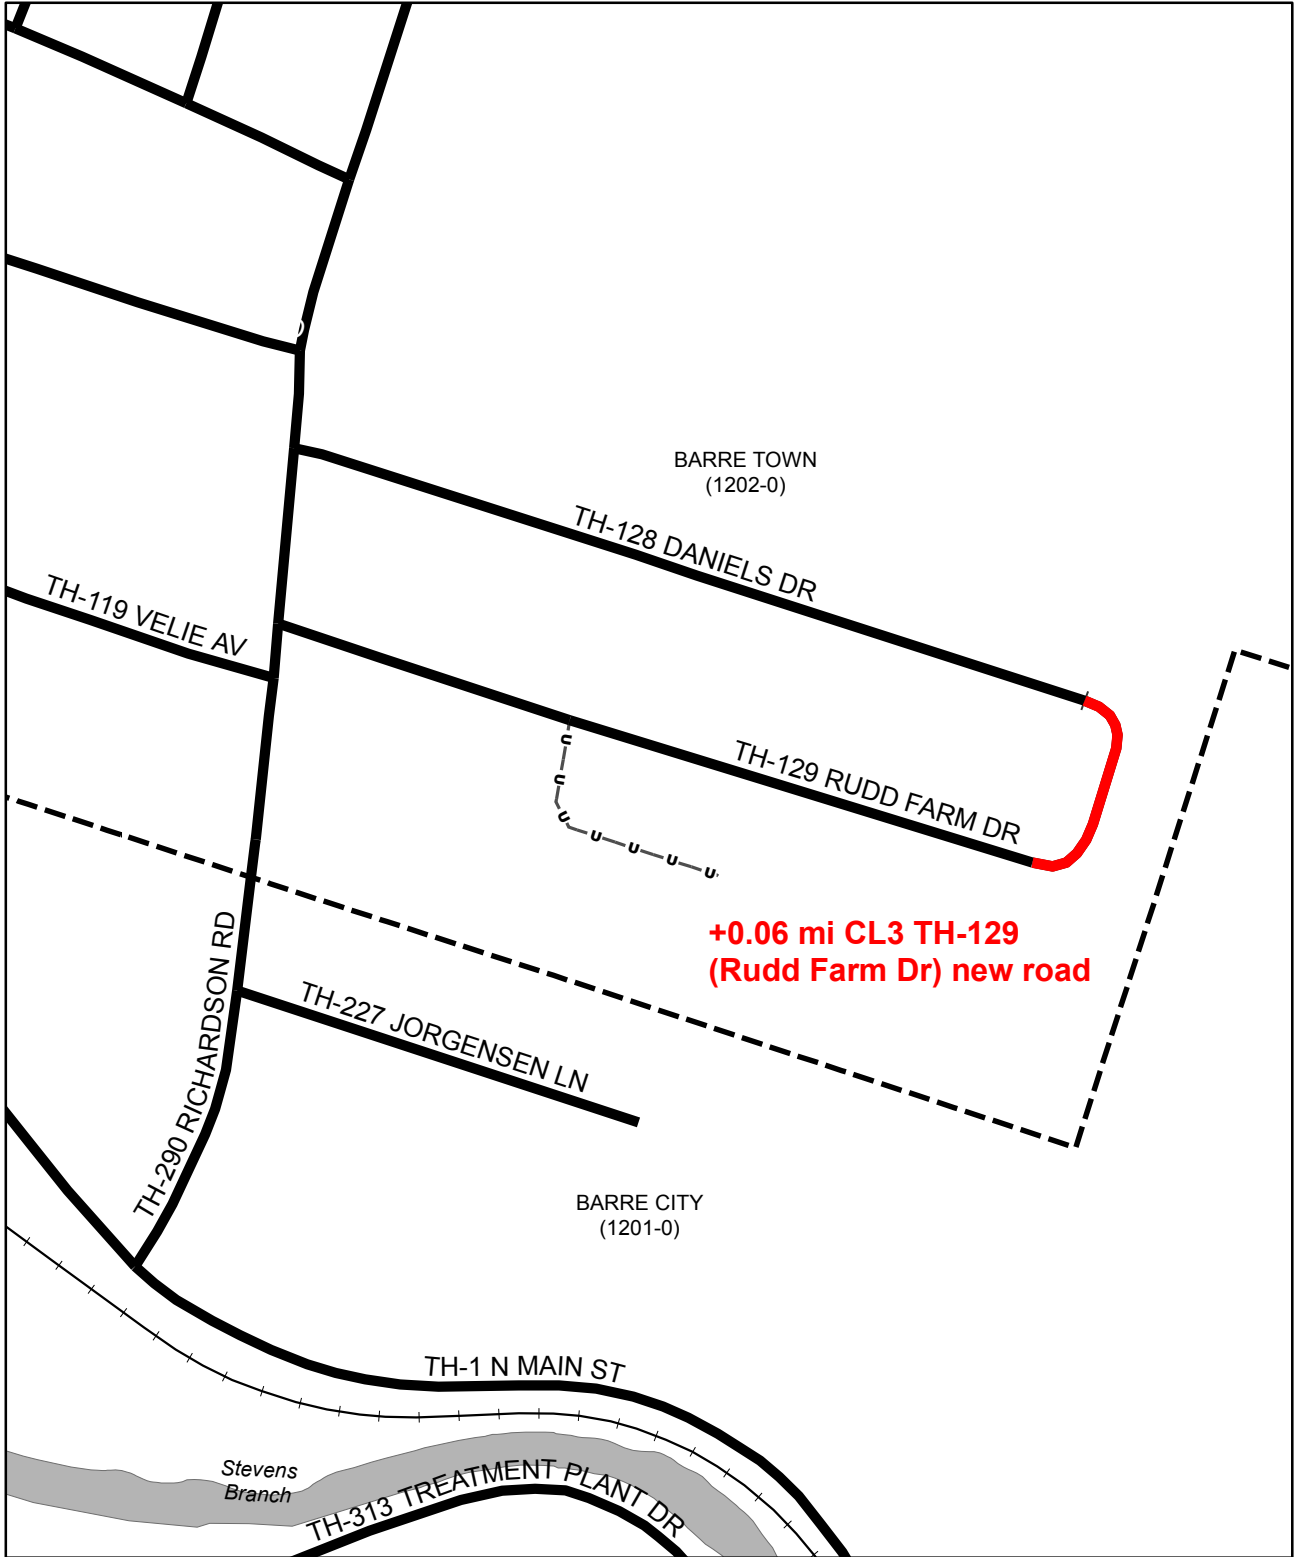 BARRE TOWN
(1202-0)
TH-128 DANIELS DR
TH-119 VELIE AV
TH-129 RUDD FARM DR
+0.06 mi CL3 TH-129
(Rudd Farm Dr) new road
TH-290 RICHARDSON RD
TH-227 JORGENSEN LN
BARRE CITY
(1201-0)
TH-1 N MAIN ST
Stevens
Branch
TH-313 TREATMENT PLANT DR